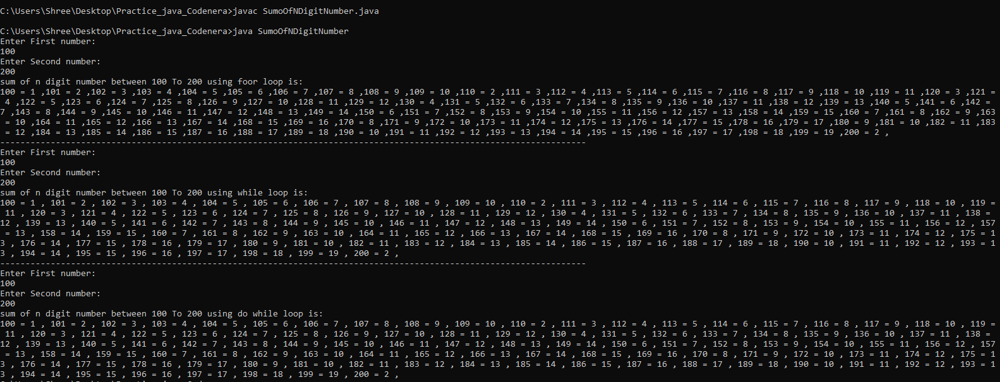 C:\Users\Shree\Desktop\Practice_java_Codenera>javac SumoOfNDigitNumber.java
C:\Users\Shree\Desktop\Practice_java_Codenera>java SumoOfNDigitNumber
Enter First number:
100
Enter Second number:
200
sum of n digit number between 100 To 200 using foor loop is:
100 = 1 ,101 = 2 ,102 = 3 ,103 = 4 ,104 = 5 ,105 = 6 ,106 = 7 ,107 = 8 ,108 = 9 ,109 = 10 ,110 = 2 ,111 = 3 ,112 = 4 ,113 = 5 ,114 = 6 ,115 = 7 ,116 = 8 ,117 = 9 ,118 = 10 ,119 = 11 ,120 = 3 ,121 =
4 ,122 = 5 ,123 = 6 ,124 = 7 ,125 = 8 ,126 = 9 ,127 = 10 ,128 = 11 ,129 = 12 ,130 = 4 ,131 = 5 ,132 = 6 ,133 = 7 ,134 = 8 ,135 = 9 ,136 = 10 ,137 = 11 ,138 = 12 ,139 = 13 ,140 = 5 ,141 = 6 ,142 =
7 ,143 = 8 ,144 = 9 ,145 = 10 ,146 = 11 ,147 = 12 ,148 = 13 ,149 = 14 ,150 = 6 ,151 = 7 ,152 = 8 ,153 = 9 ,154 = 10 ,155 = 11 ,156 = 12 ,157 = 13 ,158 = 14 ,159 = 15 ,160 = 7 ,161 = 8 ,162 = 9 ,163
= 10 ,164 = 11 ,165 = 12 ,166 = 13 ,167 = 14 ,168 = 15 ,169 = 16 ,170 = 8 ,171 = 9 ,172 = 10 ,173 = 11 ,174 = 12 ,175 = 13 ,176 = 14 ,177 = 15 ,178 = 16 ,179 = 17 ,180 = 9 ,181 = 10 ,182 = 11 ,183
= 12 ,184 = 13 ,185 = 14 ,186 = 15 ,187 = 16 ,188 = 17 ,189 = 18 ,190 = 10 ,191 = 11 ,192 = 12 ,193 = 13 ,194 = 14 ,195 = 15 ,196 = 16 ,197 = 17 ,198 = 18 ,199 = 19 ,200 = 2 ,
--------------------------------------------------------------------------------------------------------------------
Enter First number:
100
Enter Second number:
200
sum of n digit number between 100 To 200 using while loop is:
100 = 1 , 101 = 2 , 102 = 3 , 103 = 4 , 104 = 5 , 105 = 6 , 106 = 7 , 107 = 8 , 108 = 9 , 109 = 10 , 110 = 2 , 111 = 3 , 112 = 4 , 113 = 5 , 114 = 6 , 115 = 7 , 116 = 8 , 117 = 9 , 118 = 10 , 119 =
11 , 120 = 3 , 121 = 4 , 122 = 5 , 123 = 6 , 124 = 7 , 125 = 8 , 126 = 9 , 127 = 10 , 128 = 11 , 129 = 12 , 130 = 4 , 131 = 5 , 132 = 6 , 133 = 7 , 134 = 8 , 135 = 9 , 136 = 10 , 137 = 11 , 138 =
12 , 139 = 13 , 140 = 5 , 141 = 6 , 142 = 7 , 143 = 8 , 144 = 9 , 145 = 10 , 146 = 11 , 147 = 12 , 148 = 13 , 149 = 14 , 150 = 6 , 151 = 7 , 152 = 8 , 153 = 9 , 154 = 10 , 155 = 11 , 156 = 12 , 157
= 13 , 158 = 14 , 159 = 15 , 160 = 7 , 161 = 8 , 162 = 9 , 163 = 10 , 164 = 11 , 165 = 12 , 166 = 13 , 167 = 14 , 168 = 15 , 169 = 16 , 170 = 8 , 171 = 9 , 172 = 10 , 173 = 11 , 174 = 12 , 175 = 1
3 , 176 = 14 , 177 = 15 , 178 = 16 , 179 = 17 , 180 = 9 , 181 = 10 , 182 = 11 , 183 = 12 , 184 = 13 , 185 = 14 , 186 = 15 , 187 = 16 , 188 = 17 , 189 = 18 , 190 = 10 , 191 = 11 , 192 = 12 , 193 = 1
3 , 194 = 14 , 195 = 15 , 196 = 16 , 197 = 17 , 198 = 18 , 199 = 19 , 200 = 2 ,
--------------------------------------------------------------------------------------------------------------------
Enter First number:
100
Enter Second number:
200
sum of n digit number between 100 To 200 using do while loop is:
100 = 1 , 101 = 2 , 102 = 3 , 103 = 4 , 104 = 5 , 105 = 6 , 106 = 7 , 107 = 8 , 108 = 9 , 109 = 10 , 110 = 2 , 111 = 3 , 112 = 4 , 113 = 5 , 114 = 6 , 115 = 7 , 116 = 8 , 117 = 9 , 118 = 10 , 119 =
11 , 120 = 3 , 121 = 4 , 122 = 5 , 123 = 6 , 124 = 7 , 125 = 8 , 126 = 9 , 127 = 10 , 128 = 11 , 129 = 12 , 130 = 4 , 131 = 5 , 132 = 6 , 133 = 7 , 134 = 8 , 135 = 9 , 136 = 10 , 137 = 11 , 138 =
12 , 139 = 13 , 140 = 5 , 141 = 6 , 142 = 7 , 143 = 8 , 144 = 9 , 145 = 10 , 146 = 11 , 147 = 12 , 148 = 13 , 149 = 14 , 150 = 6 , 151 = 7 , 152 = 8 , 153 = 9 , 154 = 10 , 155 = 11 , 156 = 12 , 157
= 13 , 158 = 14 , 159 = 15 , 160 = 7 , 161 = 8 , 162 = 9 , 163 = 10 , 164 = 11 , 165 = 12 , 166 = 13 , 167 = 14 , 168 = 15 , 169 = 16 , 170 = 8 , 171 = 9 , 172 = 10 , 173 = 11 , 174 = 12 , 175 = 1
3 , 176 = 14 , 177 = 15 , 178 = 16 , 179 = 17 , 180 = 9 , 181 = 10 , 182 = 11 , 183 = 12 , 184 = 13 , 185 = 14 , 186 = 15 , 187 = 16 , 188 = 17 , 189 = 18 , 190 = 10 , 191 = 11 , 192 = 12 , 193 = 1
3 , 194 = 14 , 195 = 15 , 196 = 16 , 197 = 17 , 198 = 18 , 199 = 19 , 200 = 2 ,